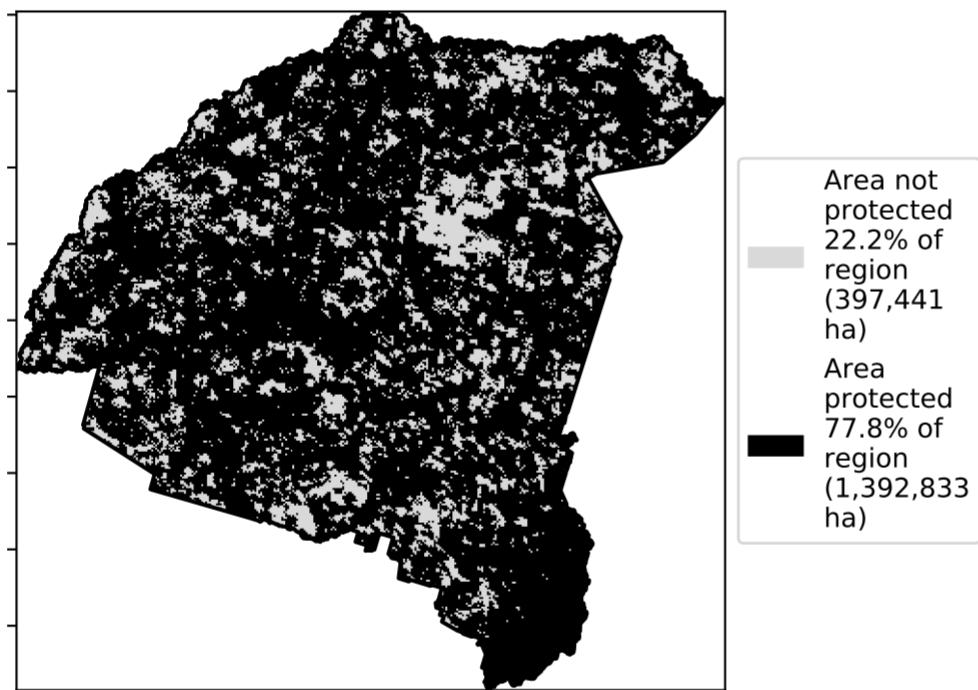 Area not
protected
22.2% of
region
(397,441
ha)
Area
protected
77.8% of
region
(1,392,833
ha)